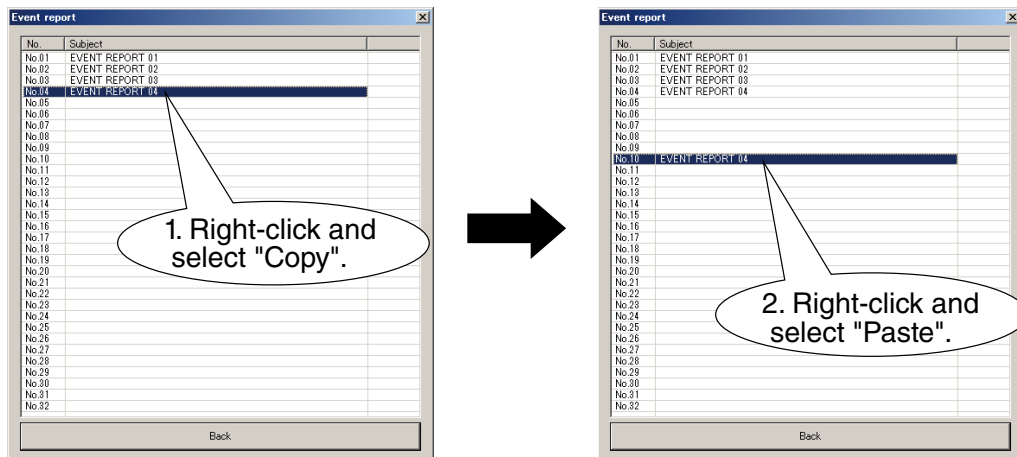 Event report
No. Subject
No.01 EVENT REPORT 01
No.02 EVENT REPORT 02
No.03 EVENT REPORT 03
No.04 EVENT REPORT 04
No.05
No.06
No.07
No.08
No.09
No.10
No.11
No.12
No.13
No.14
No.15
No.16
No.17
No.18
No.19
No.20
No.21
No.22
No.23
No.24
No.25
No.26
No.27
No.28
No.29
No.30
No.31
No.32
1. Right-click and
select "Copy".
Back
Event report
No. Subject
No.01 EVENT REPORT 01
No.02 EVENT REPORT 02
No.03 EVENT REPORT 03
No.04 EVENT REPORT 04
No.05
No.06
No.07
No.08
No.09
No.10 EVENT REPORT 04
No.11
No.12
No.13
No.14
No.15
No.16
No.17
No.18
No.19
No.20
No.21
No.22
No.23
No.24
No.25
No.26
No.27
No.28
No.29
No.30
No.31
No.32
2. Right-click and
select "Paste".
Back